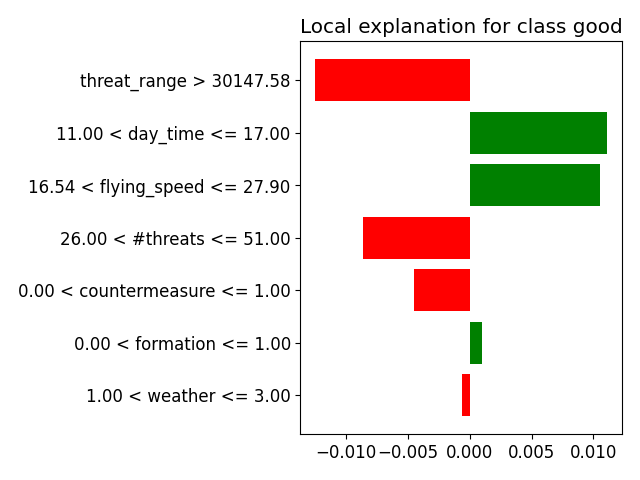 Local explanation for class good
threat_range > 30147.58
11.00 < day_time <= 17.00
16.54 < flying_speed <= 27.90
26.00 < #threats <= 51.00
0.00 < countermeasure <= 1.00
0.00 < formation <= 1.00
1.00 < weather <= 3.00
−0.010 −0.005 0.000 0.005 0.010